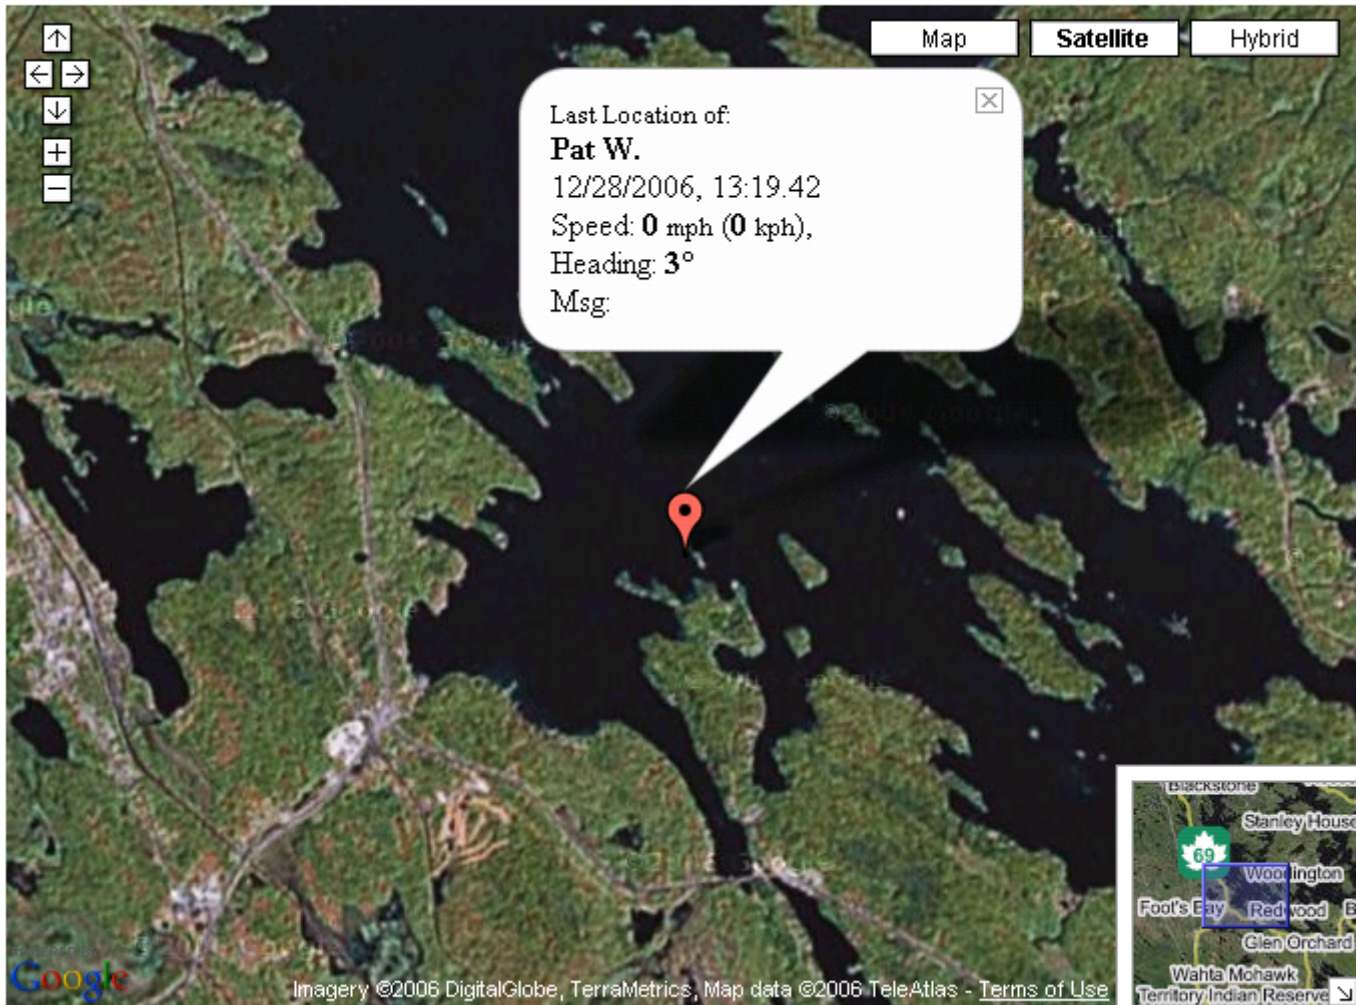 Map
Satellite
Hybrid
Last Location of:
Pat W.
12/28/2006, 13:19.42
Speed: 0 mph (0 kph),
Heading: 3°
Msg:
Blackstone
Stanley House
69
Woodington
Foot's Bay
Redwood
B
Glen Orchard
Wahta Mohawk
Territory Indian Reserve
Google
Imagery ©2006 DigitalGlobe, TerraMetrics, Map data ©2006 TeleAtlas - Terms of Use